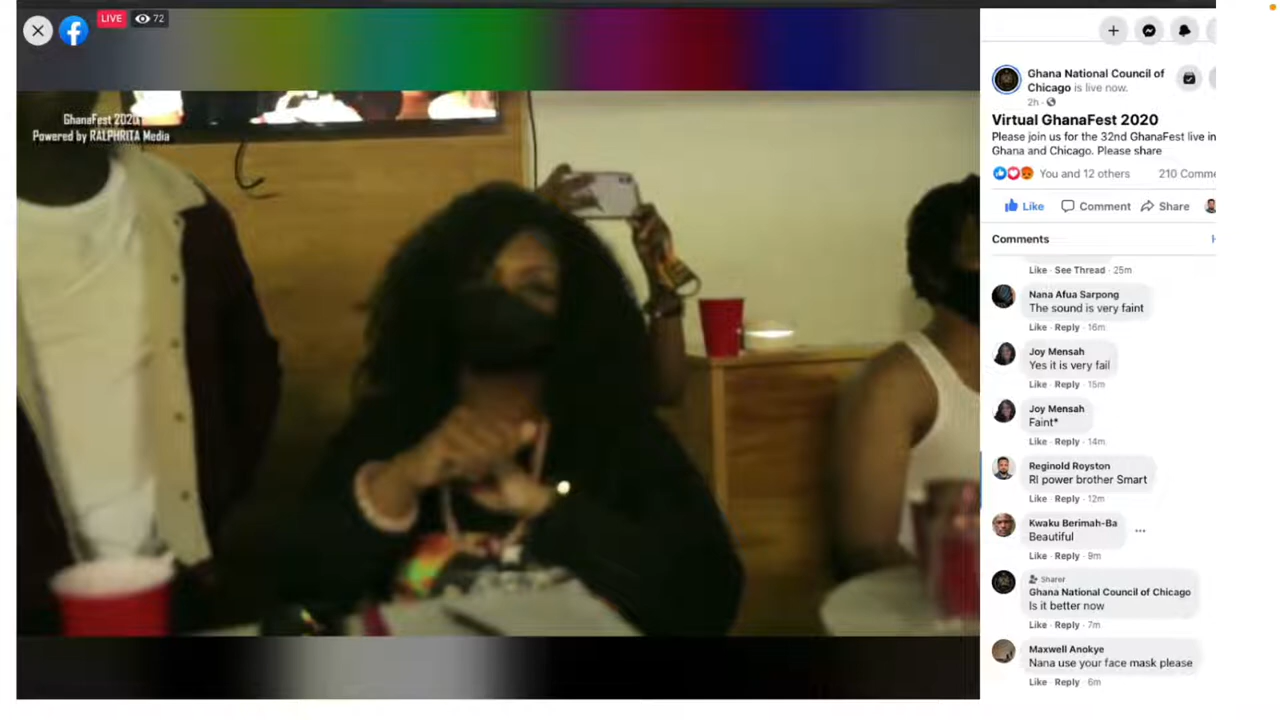 LIVE
72
GhanaFest 2020
Powered by RALPHRITA Media
Ghana National Council of
Chicago is live now.
2h ·
Virtual GhanaFest 2020
Please join us for the 32nd GhanaFest live in
Ghana and Chicago. Please share
You and 12 others
210 Comme
Like
Comment
Share
Comments
Like · See Thread · 25m
Nana Afua Sarpong
The sound is very faint
Like · Reply · 16m
Joy Mensah
Yes it is very fail
Like · Reply · 15m
Joy Mensah
Faint*
Like · Reply · 14m
Reginold Royston
RI power brother Smart
Like · Reply · 12m
Kwaku Berimah-Ba
Beautiful
Like · Reply · 9m
Sharer
Ghana National Council of Chicago
Is it better now
Like · Reply · 7m
Maxwell Anokye
Nana use your face mask please
Like · Reply · 6m